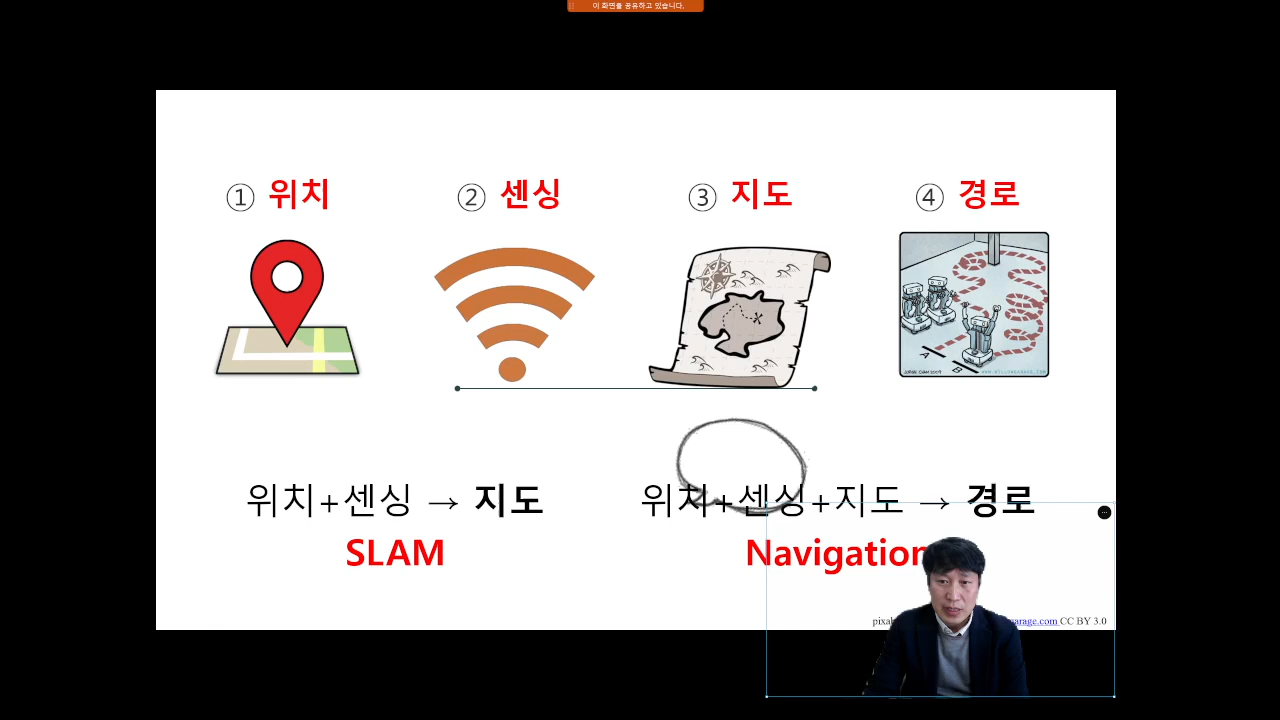 이 화면을 공유하고 있습니다.
① 위치
② 센싱
③ 지도
④ 경로
A
B
위치+센싱 → 지도
위치+센싱+지도 → 경로
SLAM
Navigation
arage.com CC BY 3.0